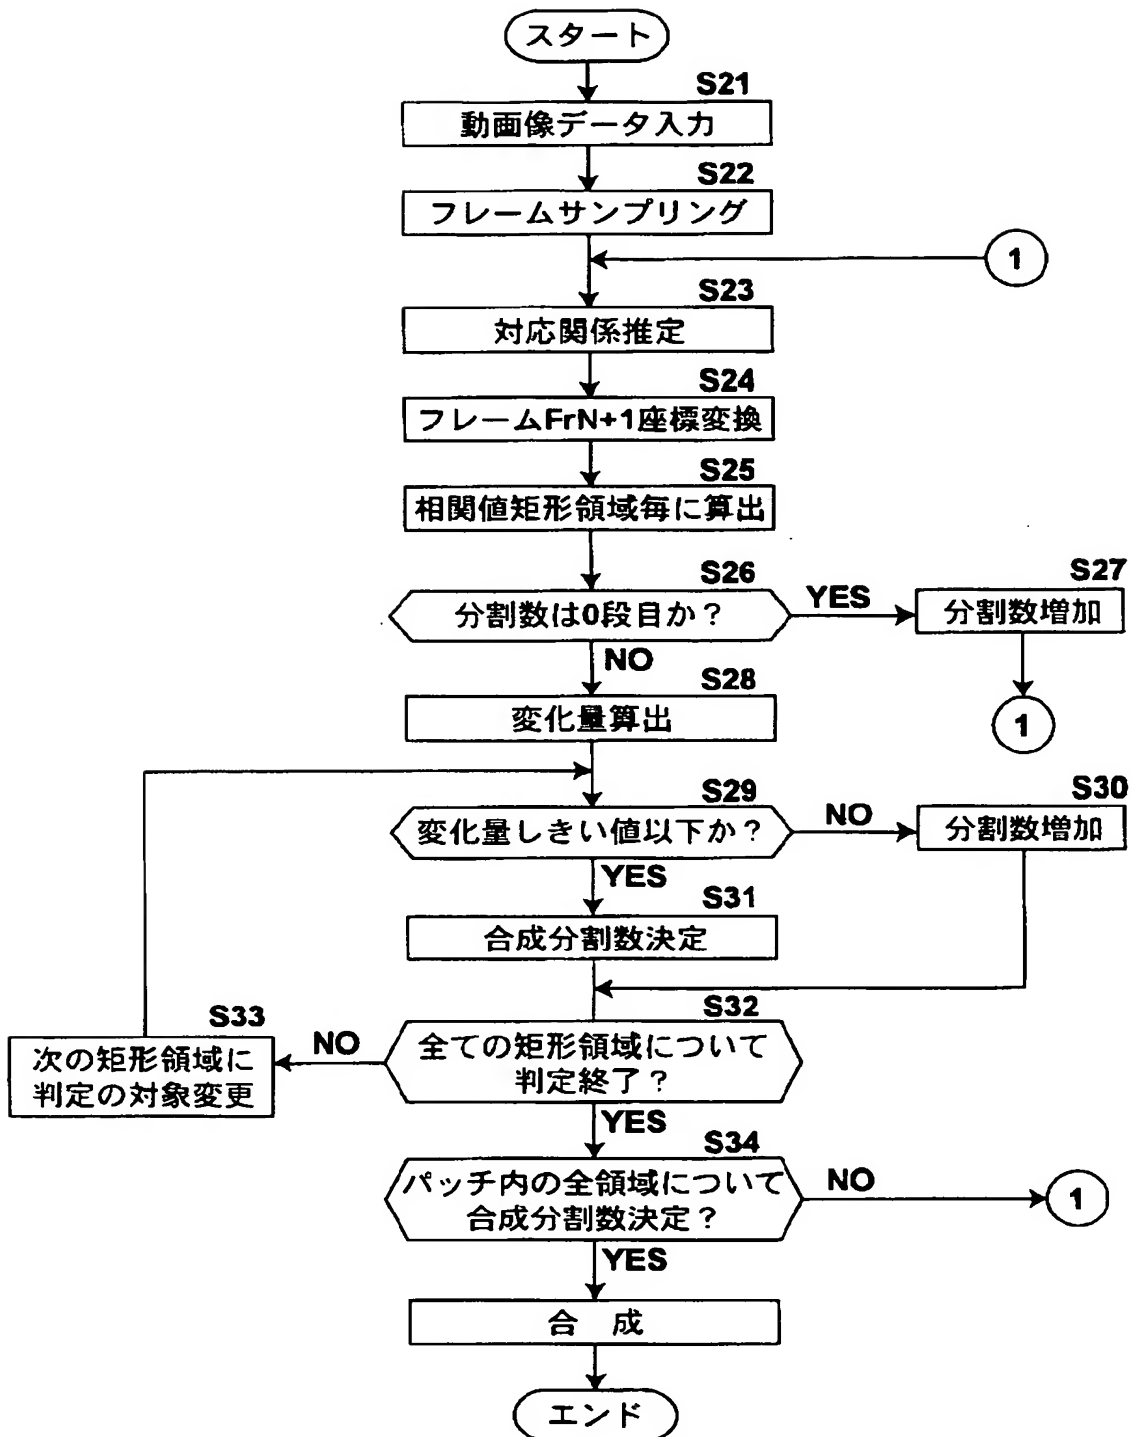 スタート
S21
動画像データ入力
S22
フレームサンプリング
1
S23
対応関係推定
S24
フレームFrN+1座標変換
S25
相関値矩形領域毎に算出
S26
分割数は0段目か?
YES
S27
分割数増加
NO
1
S28
変化量算出
S29
変化量しきい値以下か?
NO
S30
分割数増加
YES
S31
合成分割数決定
S32
全ての矩形領域について
判定終了?
NO
S33
次の矩形領域に
判定の対象変更
YES
S34
パッチ内の全領域について
合成分割数決定?
NO
1
YES
合 成
エンド